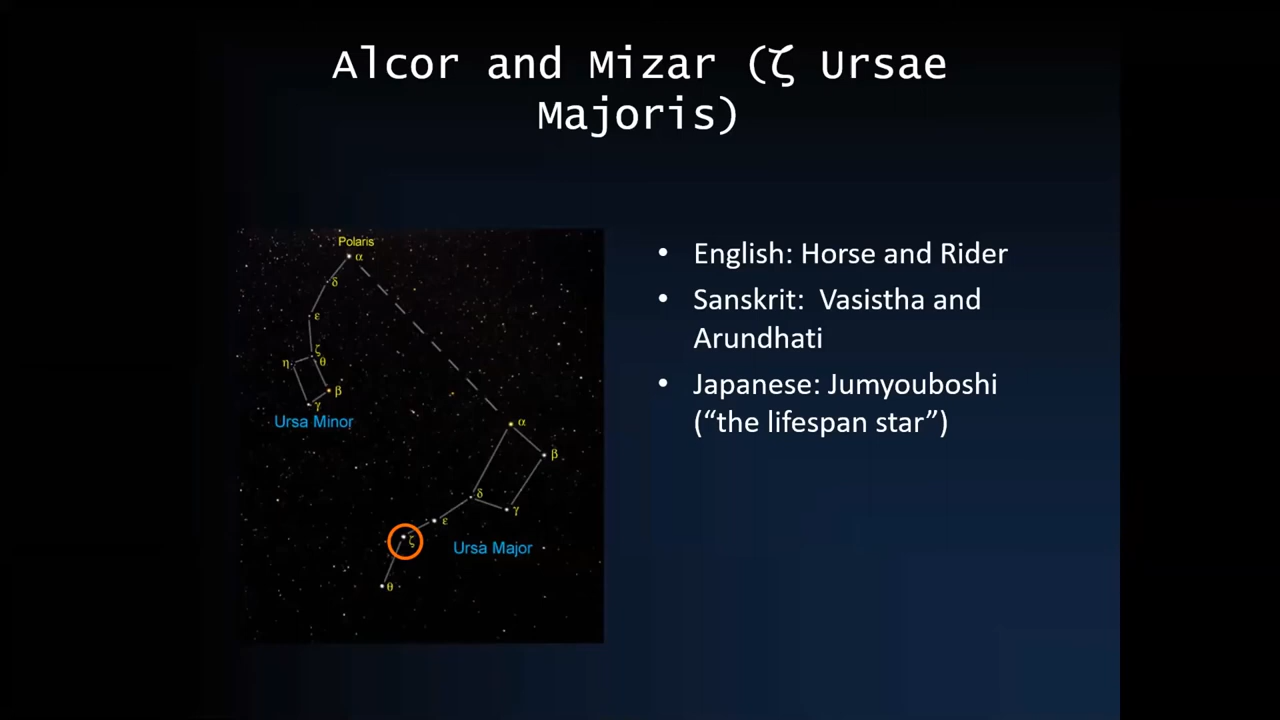 Alcor and Mizar (ζ Ursae
Majoris)
Polaris
α
δ
ε
ζ
η
θ
β
γ
Ursa Minor
α
β
δ
γ
ε
ζ
Ursa Major
θ
• English: Horse and Rider
• Sanskrit:  Vasistha and
Arundhati
• Japanese: Jumyouboshi
(“the lifespan star”)